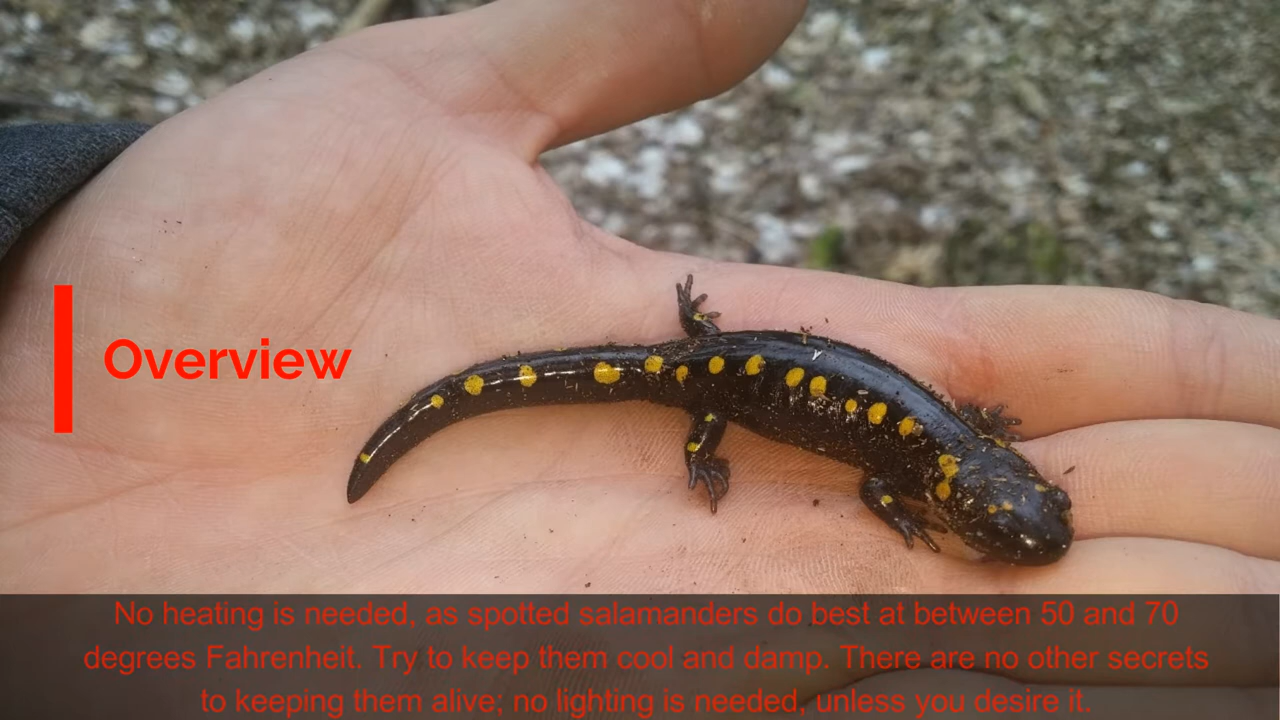 Overview
No heating is needed, as spotted salamanders do best at between 50 and 70
degrees Fahrenheit. Try to keep them cool and damp. There are no other secrets
to keeping them alive; no lighting is needed, unless you desire it.